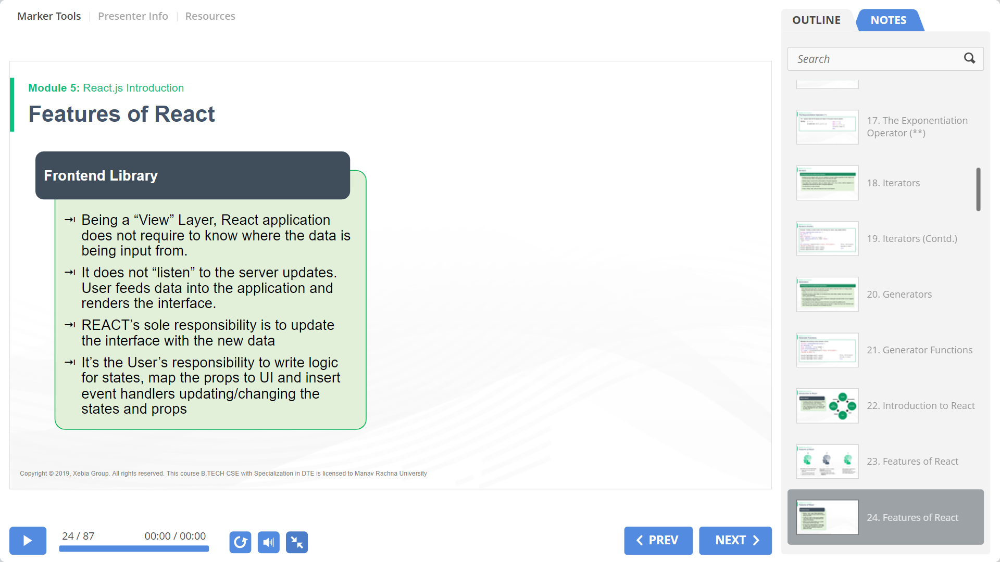 Marker Tools
Presenter Info
Resources
OUTLINE
NOTES
Search
Module 5: React.js Introduction
Features of React
Frontend Library
Being a “View” Layer, React application
does not require to know where the data is
being input from.
It does not “listen” to the server updates.
User feeds data into the application and
renders the interface.
REACT’s sole responsibility is to update
the interface with the new data
It’s the User’s responsibility to write logic
for states, map the props to UI and insert
event handlers updating/changing the
states and props
Copyright © 2019, Xebia Group. All rights reserved. This course B.TECH CSE with Specialization in DTE is licensed to Manav Rachna University
17. The Exponentiation
Operator (**)
18. Iterators
19. Iterators (Contd.)
20. Generators
21. Generator Functions
22. Introduction to React
23. Features of React
24. Features of React
24 / 87
00:00 / 00:00
PREV
NEXT